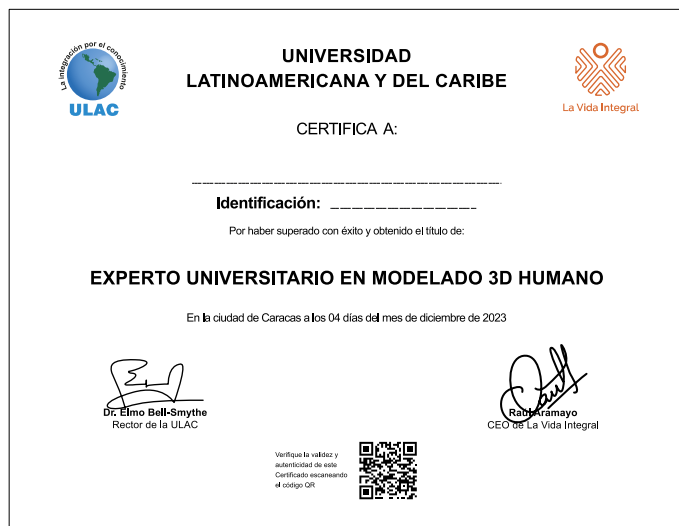 La integración por el conocimiento
ULAC
UNIVERSIDAD
LATINOAMERICANA Y DEL CARIBE
La Vida Integral
CERTIFICA A:
Identificación:
Por haber superado con éxito y obtenido el título de:
EXPERTO UNIVERSITARIO EN MODELADO 3D HUMANO
En la ciudad de Caracas a los 04 días del mes de diciembre de 2023
Dr. Elmo Bell-Smythe
Rector de la ULAC
Raúl Aramayo
CEO de La Vida Integral
Verifique la validez y
autenticidad de este
Certificado escaneando
el código QR